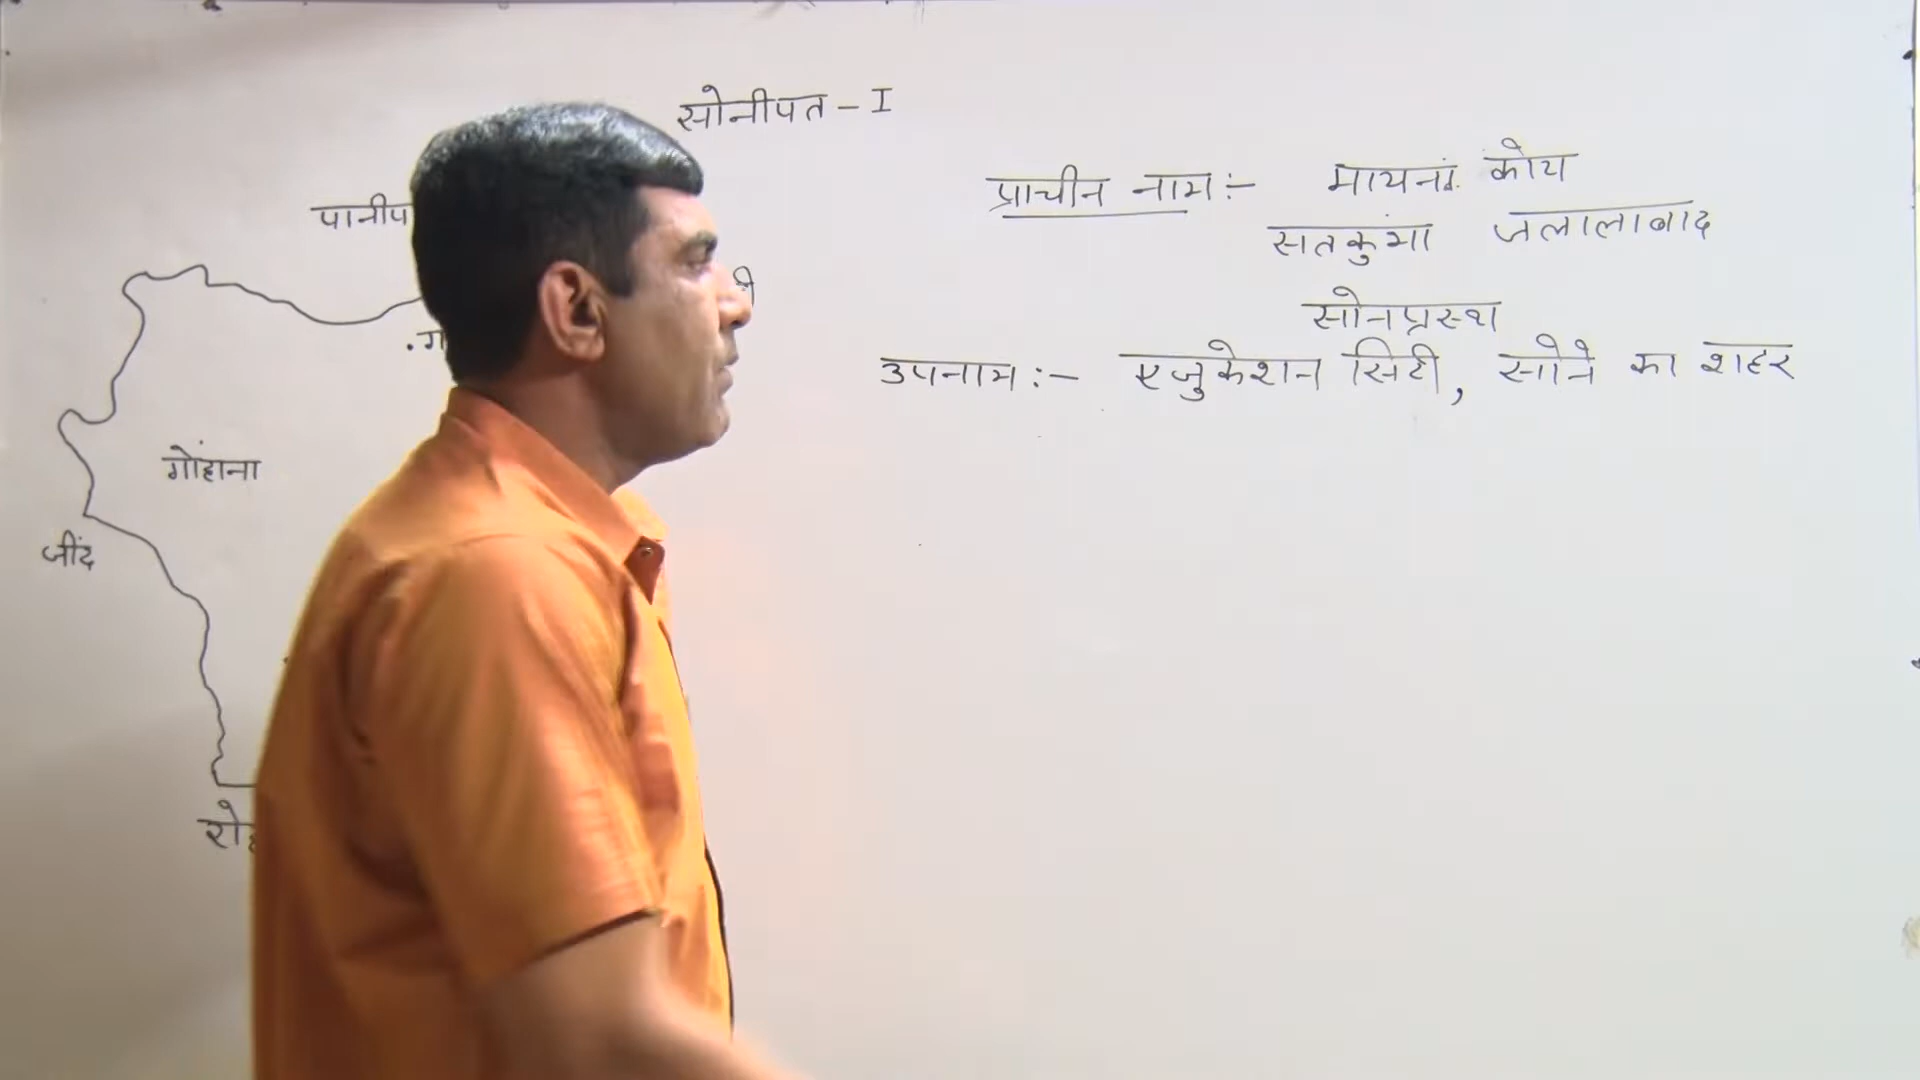 सोनीपत - I
प्राचीन नाम :- मायनां कोय
सतकुंभा जलालाबाद
सोनप्रस्थ
उपनाम :- एजुकेशन सिटी, सोने का शहर
पानीप
गोंहाना
जींद